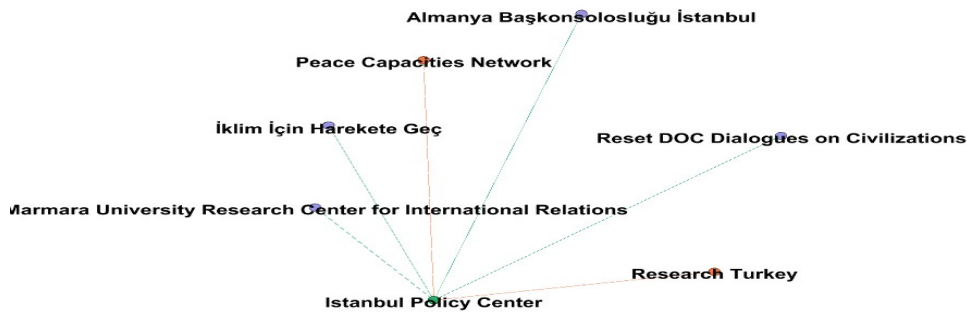 Almanya Başkonsolosluğu İstanbul
Peace Capacities Network
İklim İçin Harekete Geç
Reset DOC Dialogues on Civilizations
Marmara University Research Center for International Relations
Research Turkey
Istanbul Policy Center